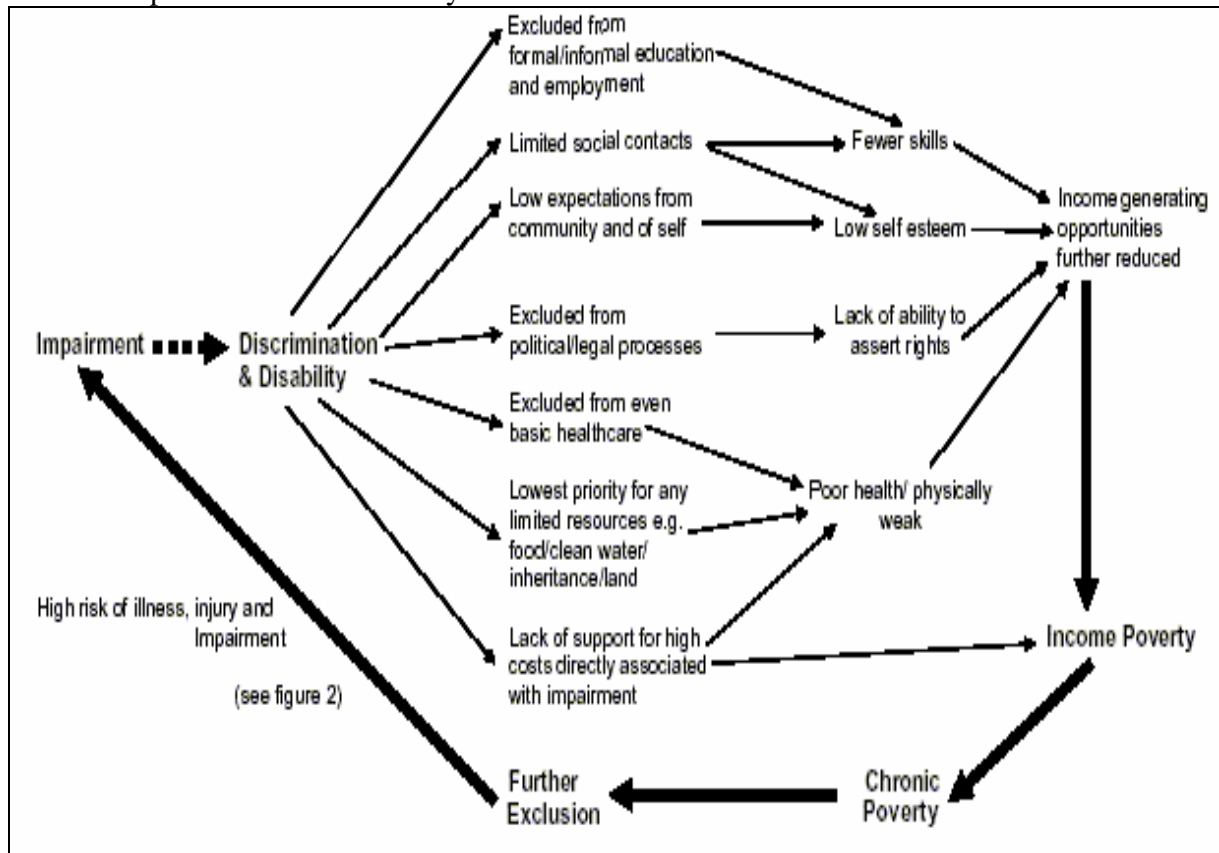 Excluded from
formal/informal education
and employment
Limited social contacts
Fewer skills
Low expectations from
community and of self
Low self esteem
Income generating
opportunities
further reduced
Impairment
Discrimination
& Disability
Excluded from
political/legal processes
Lack of ability to
assert rights
Excluded from even
basic healthcare
Lowest priority for any
limited resources e.g.
food/clean water/
inheritance/land
Poor health/ physically
weak
High risk of illness, injury and
Impairment
(see figure 2)
Lack of support for high
costs directly associated
with impairment
Income Poverty
Further
Exclusion
Chronic
Poverty